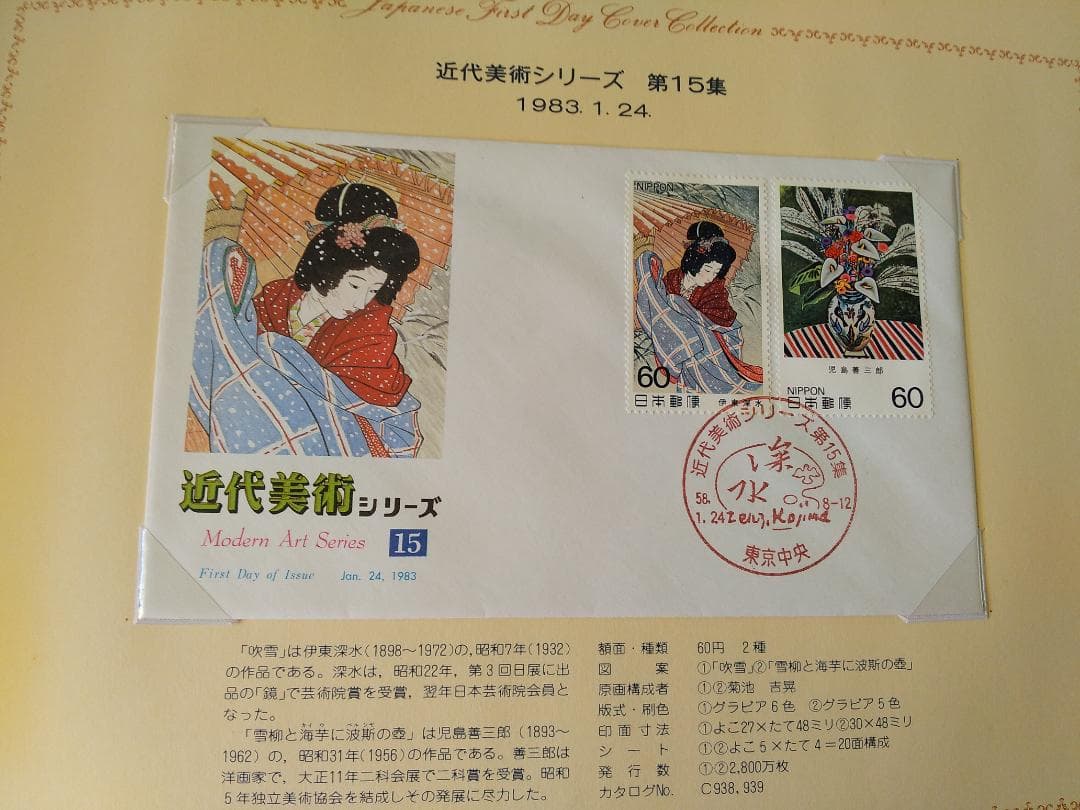 Japanese First Day Cover Collection
近代美術シリーズ 第15集
1983.1.24.
NIPPON
60
日本郵便 伊東深水
児島善三郎
NIPPON
日本郵便 60
近代美術シリーズ第15集
深水
58.
8-12
1.24 Zenz. Kojima
東京中央
近代美術シリーズ
Modern Art Series 15
First Day of Issue Jan. 24, 1983
「吹雪」は伊東深水(1898〜1972)の,昭和7年(1932)
の作品である。深水は,昭和22年,第3回日展に出
品の「鏡」で芸術院賞を受賞,翌年日本芸術院会員と
なった。
「雪柳と海芋に波斯の壺」は児島善三郎(1893〜
1962)の,昭和31年(1956)の作品である。善三郎は
洋画家で,大正11年二科会展で二科賞を受賞。昭和
5年独立美術協会を結成しその発展に尽力した。
額面・種類 60円 2種
図案 ①「吹雪」②「雪柳と海芋に波斯の壺」
原画構成者 ①②菊池 吉晃
版式・刷色 ①グラビア6色 ②グラビア5色
印面寸法 ①よこ27×たて48ミリ②30×48ミリ
シート ①②よこ5×たて4=20面構成
発行数 ①②2,800万枚
カタログNo. C938,939